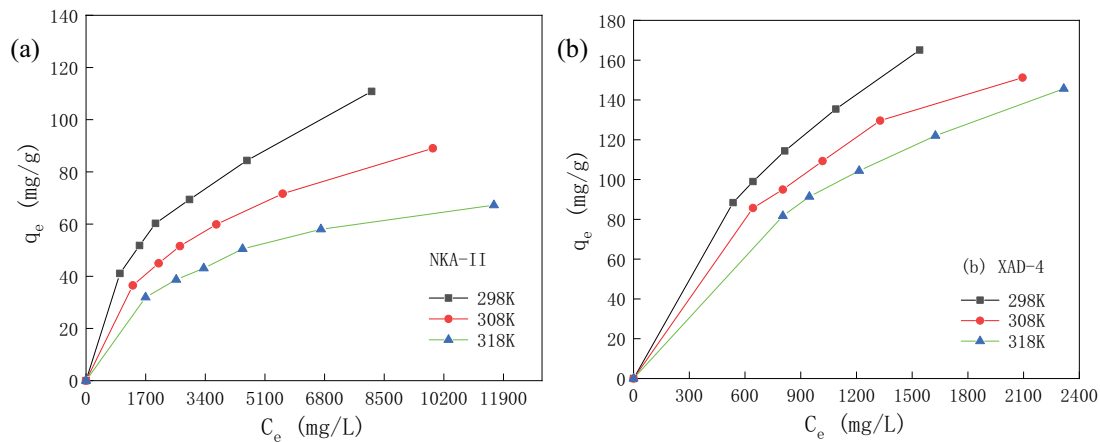 (a)
140
120
100
80
60
40
20
0
q_e (mg/g)
0 1700 3400 5100 6800 8500 10200 11900
C_e (mg/L)
NKA-II
298K
308K
318K
(b)
180
160
140
120
100
80
60
40
20
0
q_e (mg/g)
0 300 600 900 1200 1500 1800 2100 2400
C_e (mg/L)
(b) XAD-4
298K
308K
318K